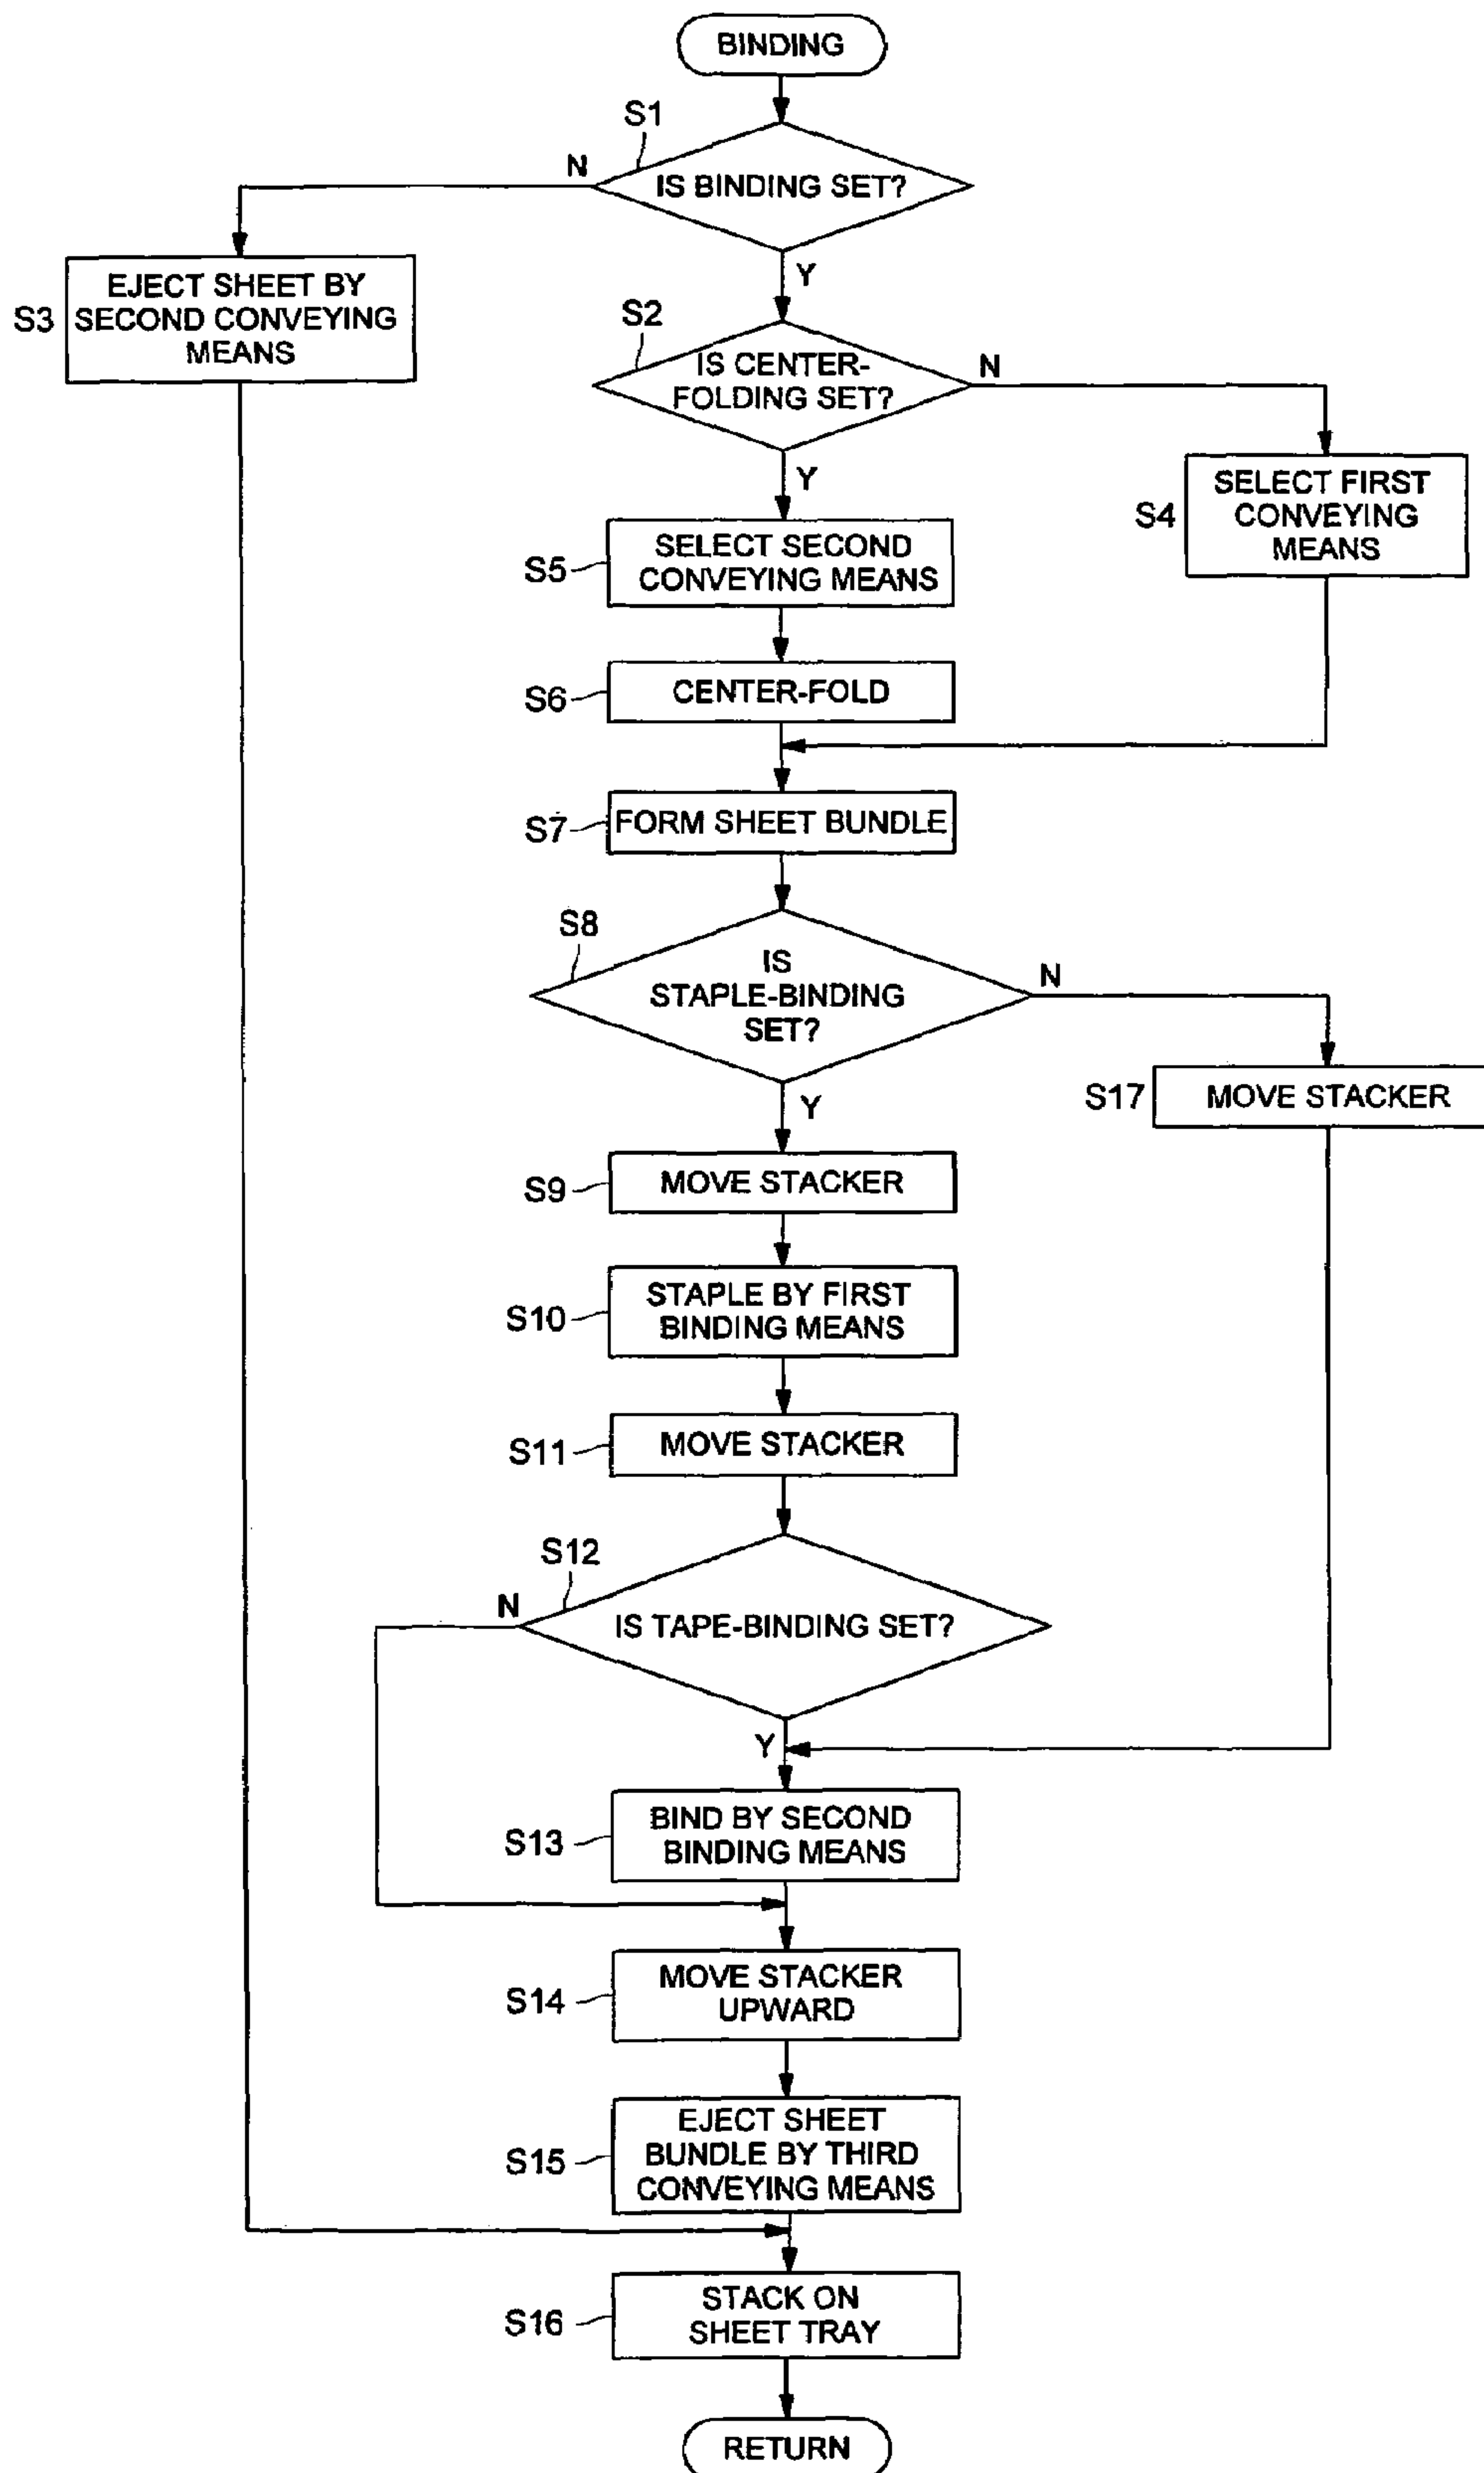 BINDING
S1
N
IS BINDING SET?
Y
S3
EJECT SHEET BY
SECOND CONVEYING
MEANS
S2
IS CENTER-
FOLDING SET?
N
Y
S4
SELECT FIRST
CONVEYING
MEANS
S5
SELECT SECOND
CONVEYING MEANS
S6
CENTER-FOLD
S7
FORM SHEET BUNDLE
S8
IS
STAPLE-BINDING
SET?
N
Y
S17
MOVE STACKER
S9
MOVE STACKER
S10
STAPLE BY FIRST
BINDING MEANS
S11
MOVE STACKER
S12
N
IS TAPE-BINDING SET?
Y
S13
BIND BY SECOND
BINDING MEANS
S14
MOVE STACKER
UPWARD
S15
EJECT SHEET
BUNDLE BY THIRD
CONVEYING MEANS
S16
STACK ON
SHEET TRAY
RETURN